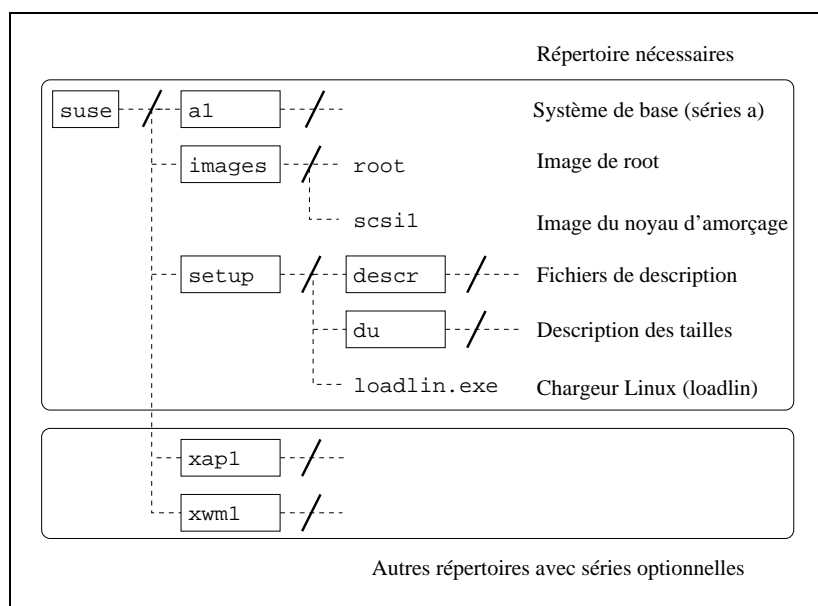 Répertoire nécessaires
suse a1 Système de base (séries a)
images root Image de root
scsi1 Image du noyau d'amorçage
setup descr Fichiers de description
du Description des tailles
loadlin.exe Chargeur Linux (loadlin)
xap1
xwm1
Autres répertoires avec séries optionnelles